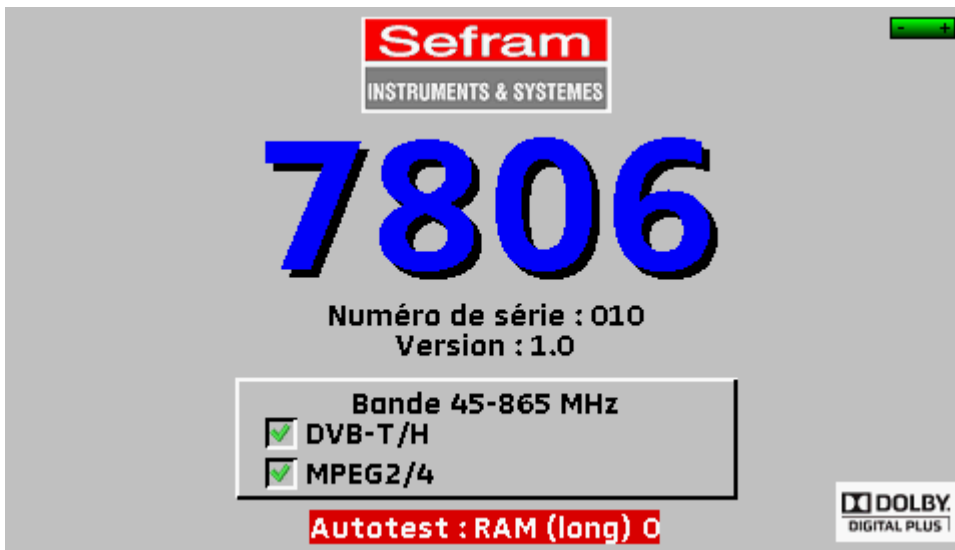 Sefram
INSTRUMENTS & SYSTEMES
- +
7806
Numéro de série : 010
Version : 1.0
Bande 45-865 MHz
DVB-T/H
MPEG2/4
DOLBY.
DIGITAL PLUS
Autotest : RAM (long) 0